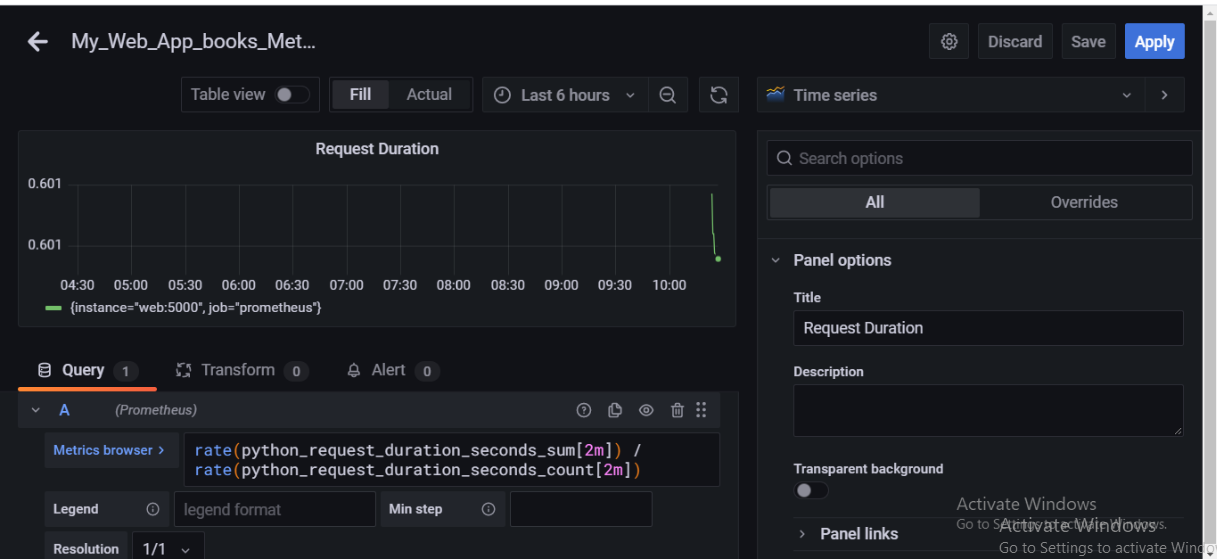 My_Web_App_books_Met...
Discard Save Apply
Table view Fill Actual Last 6 hours Time series
Request Duration
0.601
0.601
04:30 05:00 05:30 06:00 06:30 07:00 07:30 08:00 08:30 09:00 09:30 10:00
{instance="web:5000", job="prometheus"}
Query 1 Transform 0 Alert 0
A (Prometheus)
Metrics browser > rate(python_request_duration_seconds_sum[2m]) /
rate(python_request_duration_seconds_count[2m])
Legend legend format Min step
Resolution 1/1
Search options
All Overrides
Panel options
Title
Request Duration
Description
Transparent background
Panel links
Activate Windows
Go to Settings to activate Windows.
Activate Windows
Go to Settings to activate Windo